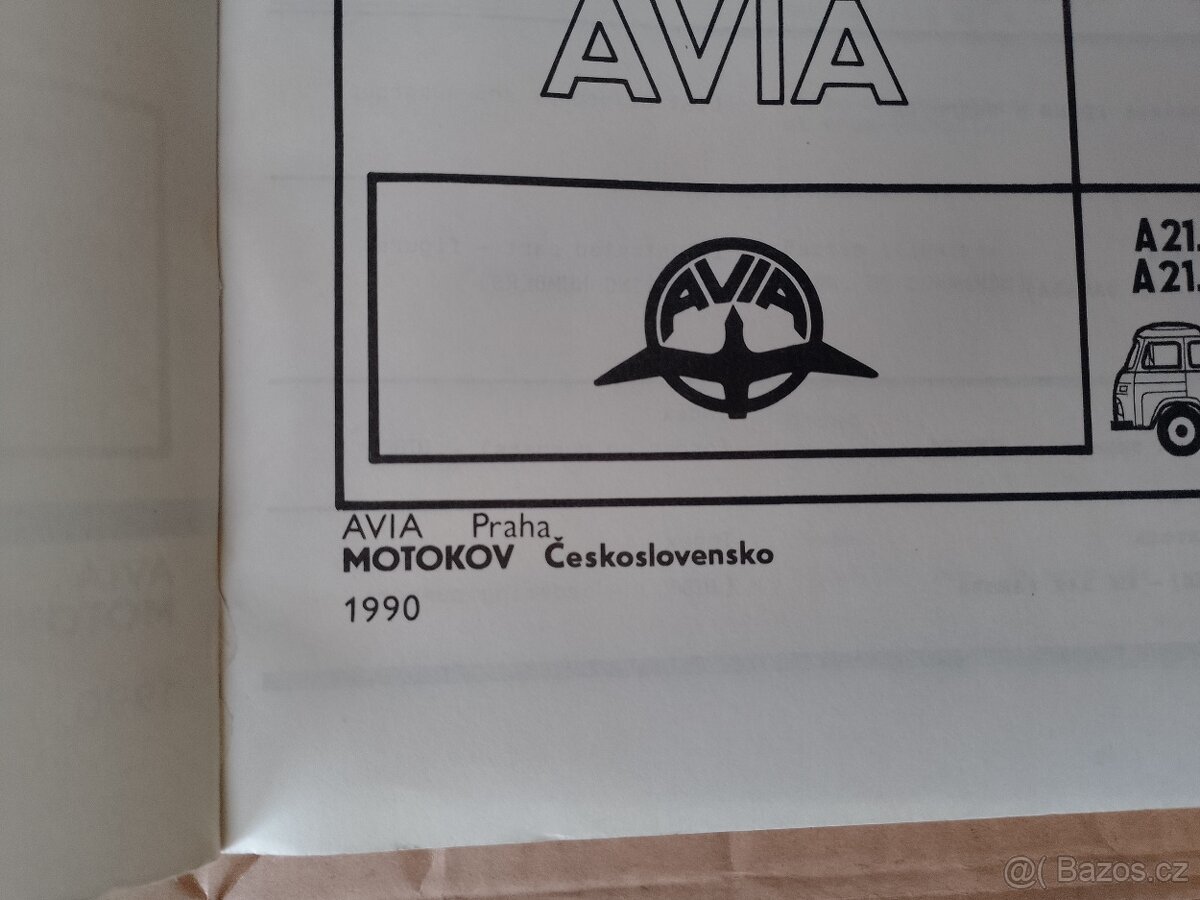 AVIA
AVIA
A21.
A21.
AVIA Praha
MOTOKOV Československo
1990
@( Bazos.cz